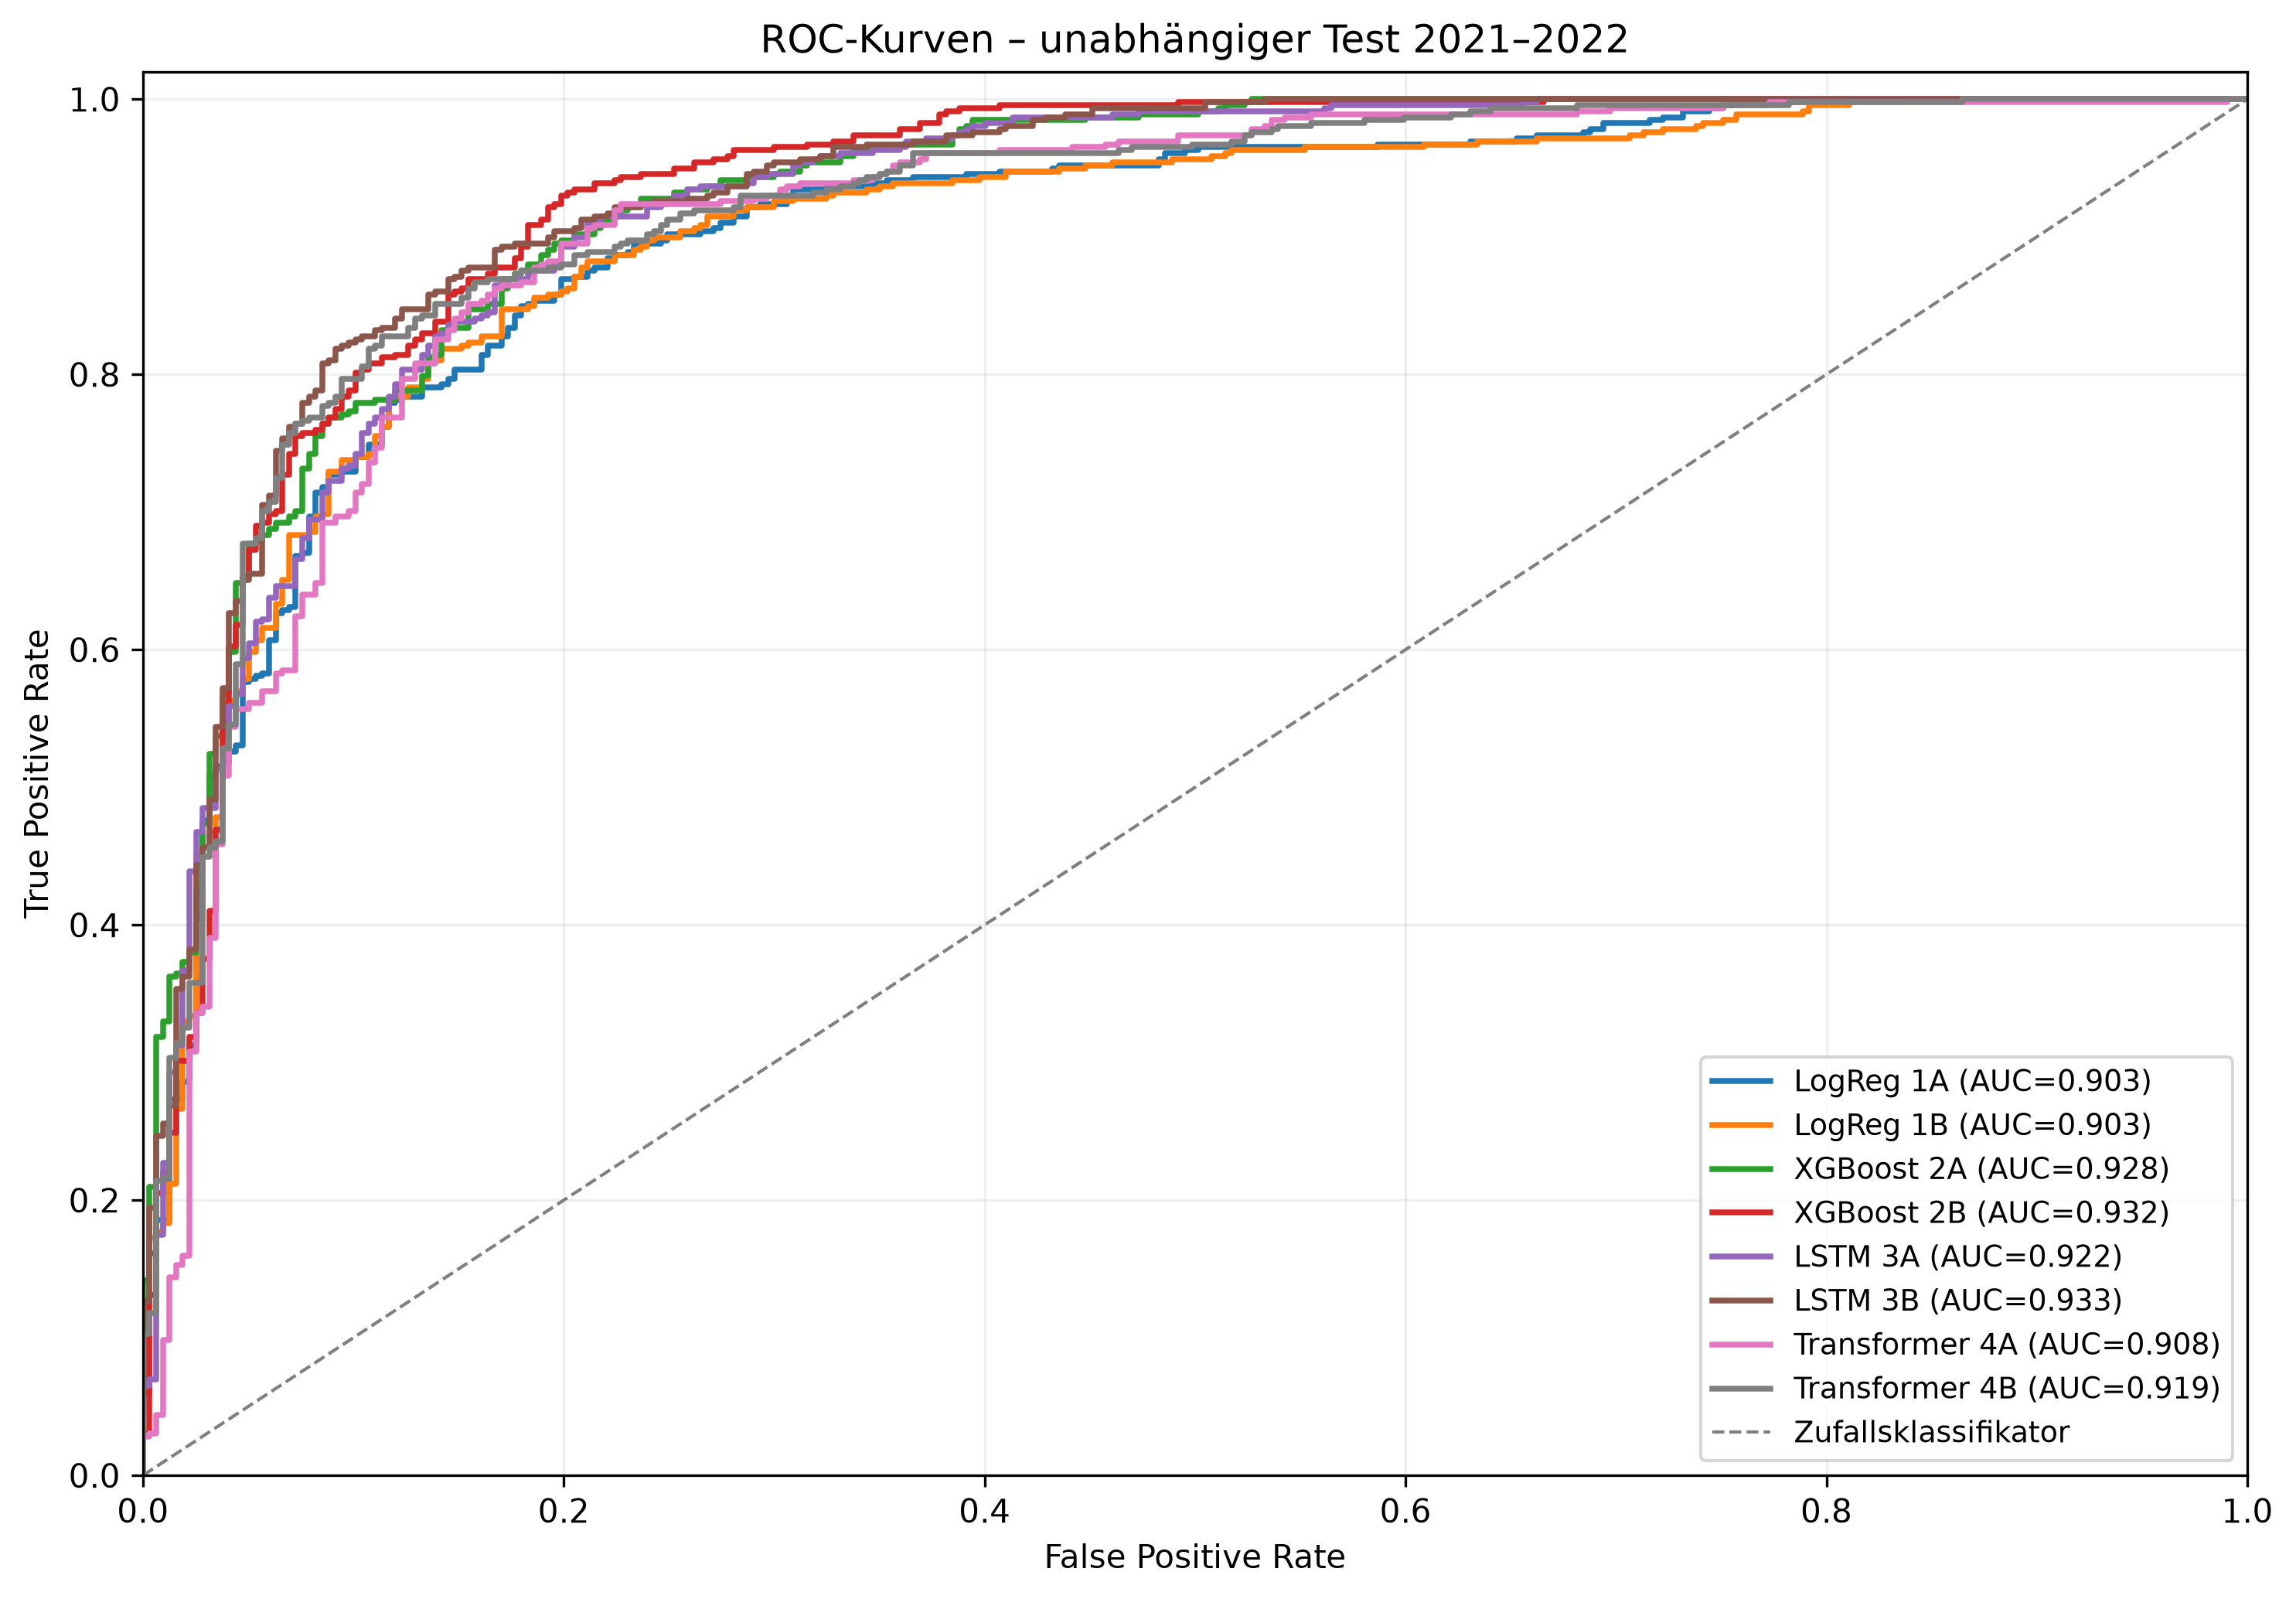 ROC-Kurven – unabhängiger Test 2021–2022
1.0
0.8
0.6
0.4
0.2
0.0
True Positive Rate
0.0 0.2 0.4 0.6 0.8 1.0
False Positive Rate
LogReg 1A (AUC=0.903)
LogReg 1B (AUC=0.903)
XGBoost 2A (AUC=0.928)
XGBoost 2B (AUC=0.932)
LSTM 3A (AUC=0.922)
LSTM 3B (AUC=0.933)
Transformer 4A (AUC=0.908)
Transformer 4B (AUC=0.919)
Zufallsklassifikator